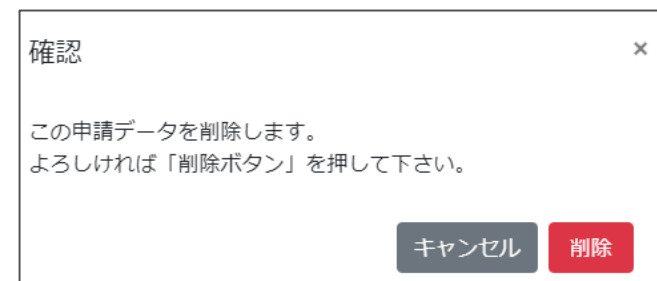 確認
×
この申請データを削除します。
よろしければ「削除ボタン」を押して下さい。
キャンセル
削除